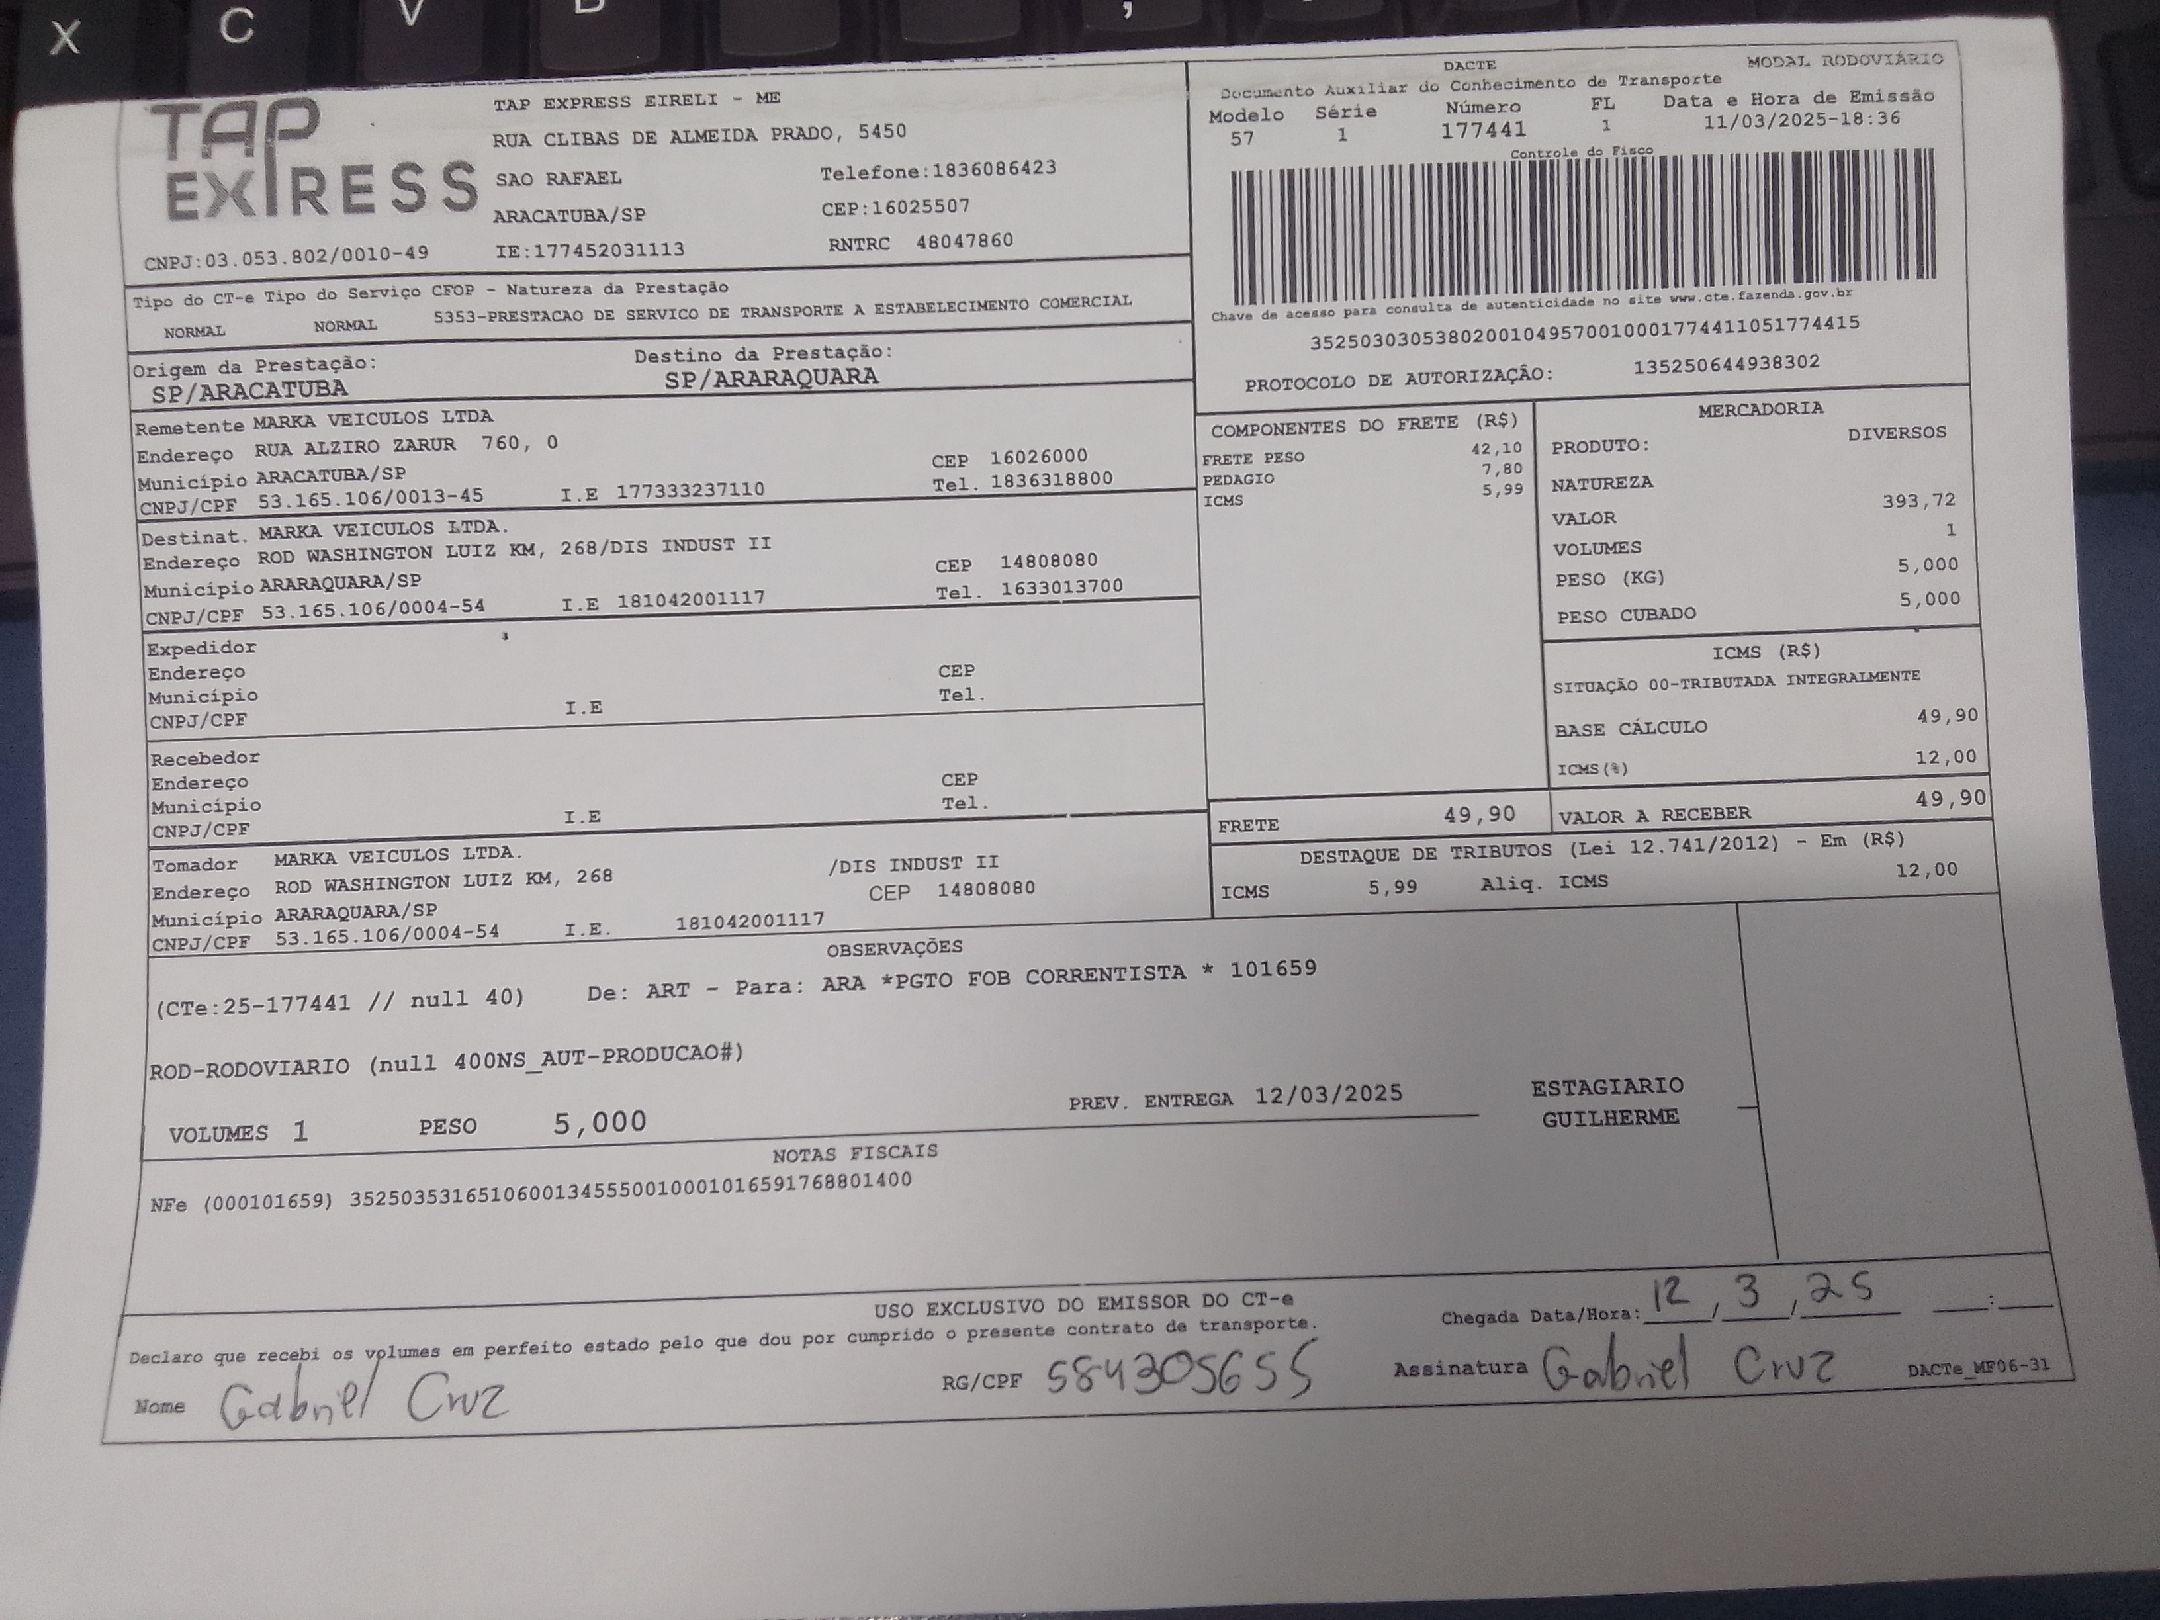 X C V B ,
TAP EXPRESS
TAP EXPRESS EIRELI - ME
RUA CLIBAS DE ALMEIDA PRADO, 5450
SAO RAFAEL Telefone:1836086423
ARACATUBA/SP CEP:16025507
CNPJ:03.053.802/0010-49 IE:177452031113 RNTRC 48047860
DACTE MODAL RODOVIÁRIO
Documento Auxiliar do Conhecimento de Transporte
Modelo Série Número FL Data e Hora de Emissão
57 1 177441 1 11/03/2025-18:36
Controle do Fisco
Chave de acesso para consulta de autenticidade no site www.cte.fazenda.gov.br
35250303053802001049570010001774411051774415
PROTOCOLO DE AUTORIZAÇÃO: 135250644938302
Tipo do CT-e Tipo do Serviço CFOP - Natureza da Prestação
NORMAL NORMAL 5353-PRESTACAO DE SERVICO DE TRANSPORTE A ESTABELECIMENTO COMERCIAL
Origem da Prestação: Destino da Prestação:
SP/ARACATUBA SP/ARARAQUARA
Remetente MARKA VEICULOS LTDA
Endereço RUA ALZIRO ZARUR 760, 0
Município ARACATUBA/SP CEP 16026000
CNPJ/CPF 53.165.106/0013-45 I.E 177333237110 Tel. 1836318800
Destinat. MARKA VEICULOS LTDA.
Endereço ROD WASHINGTON LUIZ KM, 268/DIS INDUST II
Município ARARAQUARA/SP CEP 14808080
CNPJ/CPF 53.165.106/0004-54 I.E 181042001117 Tel. 1633013700
Expedidor
Endereço CEP
Município Tel.
CNPJ/CPF I.E
Recebedor
Endereço CEP
Município Tel.
CNPJ/CPF I.E
Tomador MARKA VEICULOS LTDA.
Endereço ROD WASHINGTON LUIZ KM, 268 /DIS INDUST II
Município ARARAQUARA/SP CEP 14808080
CNPJ/CPF 53.165.106/0004-54 I.E. 181042001117
COMPONENTES DO FRETE (R$)
FRETE PESO 42,10
PEDAGIO 7,80
ICMS 5,99
MERCADORIA
PRODUTO: DIVERSOS
NATUREZA
VALOR 393,72
VOLUMES 1
PESO (KG) 5,000
PESO CUBADO 5,000
ICMS (R$)
SITUAÇÃO 00-TRIBUTADA INTEGRALMENTE
BASE CÁLCULO 49,90
ICMS(%) 12,00
FRETE 49,90 VALOR A RECEBER 49,90
DESTAQUE DE TRIBUTOS (Lei 12.741/2012) - Em (R$)
ICMS 5,99 Aliq. ICMS 12,00
OBSERVAÇÕES
(CTe:25-177441 // null 40) De: ART - Para: ARA *PGTO FOB CORRENTISTA * 101659
ROD-RODOVIARIO (null 400NS_AUT-PRODUCAO#)
VOLUMES 1 PESO 5,000 PREV. ENTREGA 12/03/2025 ESTAGIARIO
GUILHERME
NOTAS FISCAIS
NFe (000101659) 35250353165106001345550010001016591768801400
USO EXCLUSIVO DO EMISSOR DO CT-e
Declaro que recebi os volumes em perfeito estado pelo que dou por cumprido o presente contrato de transporte.
Chegada Data/Hora: 12 / 3 / 25 :
Nome Gabriel Cruz RG/CPF 584305655 Assinatura Gabriel Cruz DACTe_MF06-31